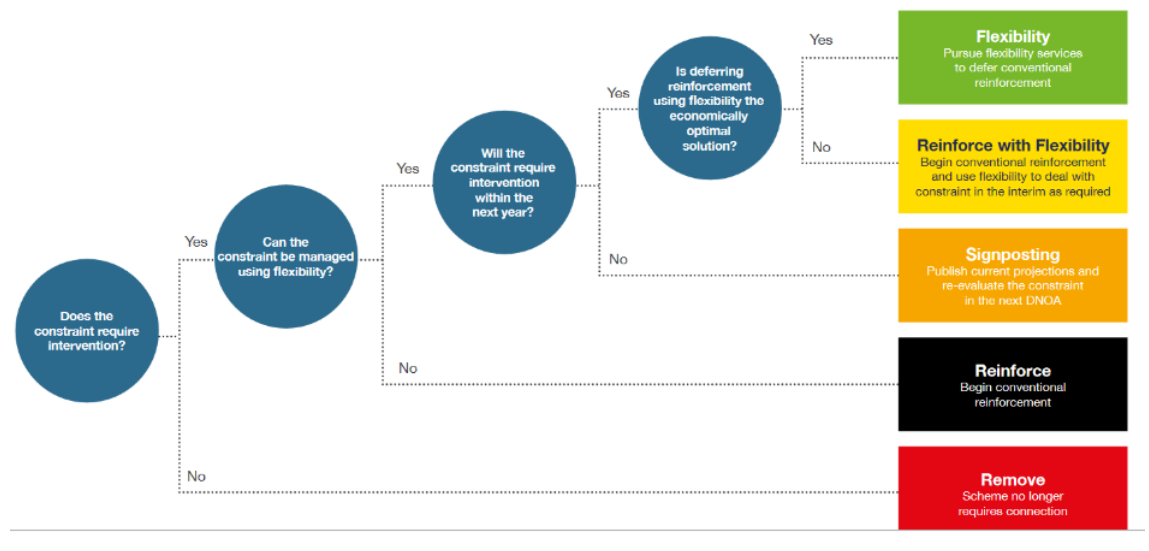 Does the
constraint require
intervention?
Yes
No
Can the
constraint be managed
using flexibility?
Yes
No
Will the
constraint require
intervention
within the
next year?
Yes
No
Is deferring
reinforcement
using flexibility the
economically
optimal
solution?
Yes
No
Flexibility
Pursue flexibility services
to defer conventional
reinforcement
Reinforce with Flexibility
Begin conventional reinforcement
and use flexibility to deal with
constraint in the interim as required
Signposting
Publish current projections and
re-evaluate the constraint
in the next DNOA
Reinforce
Begin conventional
reinforcement
Remove
Scheme no longer
requires connection